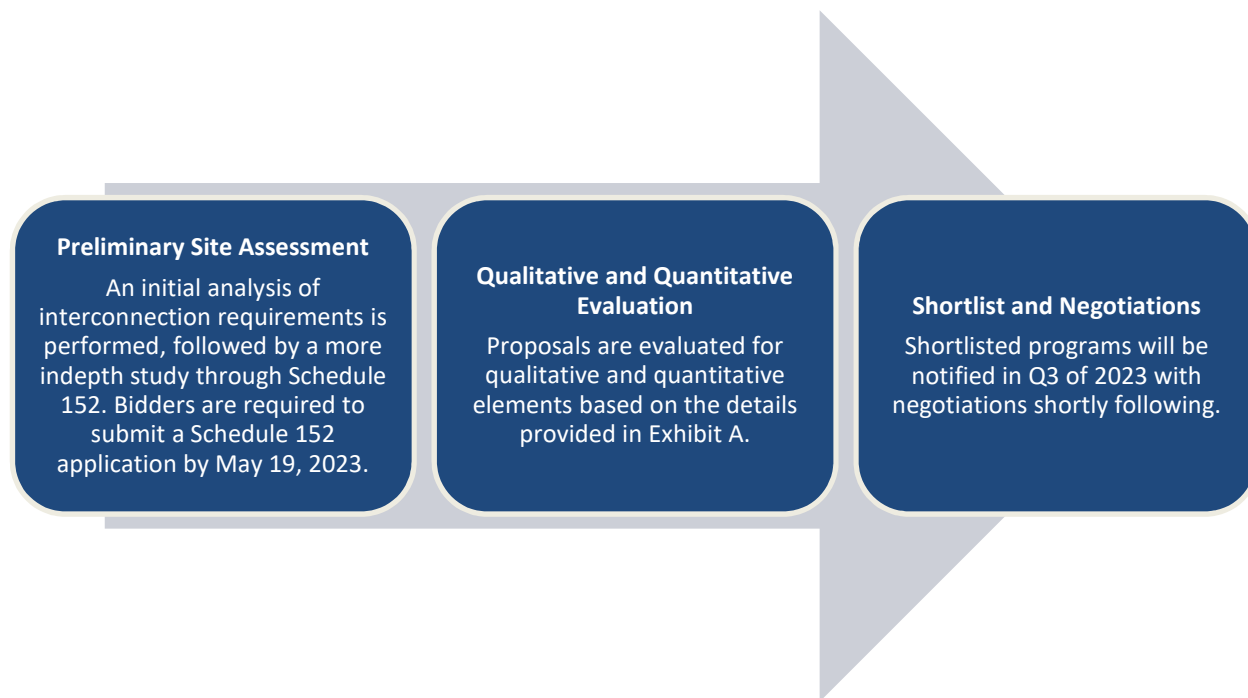 Preliminary Site Assessment
An initial analysis of
interconnection requirements is
performed, followed by a more
indepth study through Schedule
152. Bidders are required to
submit a Schedule 152
application by May 19, 2023.
Qualitative and Quantitative
Evaluation
Proposals are evaluated for
qualitative and quantitative
elements based on the details
provided in Exhibit A.
Shortlist and Negotiations
Shortlisted programs will be
notified in Q3 of 2023 with
negotiations shortly following.